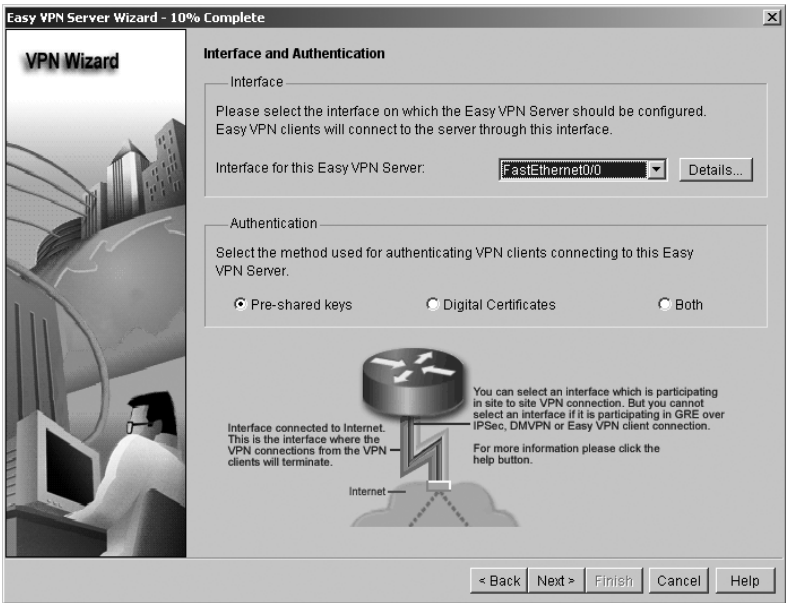 Easy VPN Server Wizard - 10% Complete
VPN Wizard
Interface and Authentication
Interface
Please select the interface on which the Easy VPN Server should be configured.
Easy VPN clients will connect to the server through this interface.
Interface for this Easy VPN Server:
FastEthernet0/0
Details...
Authentication
Select the method used for authenticating VPN clients connecting to this Easy
VPN Server.
Pre-shared keys
Digital Certificates
Both
You can select an interface which is participating
in site to site VPN connection. But you cannot
select an interface if it is participating in GRE over
IPSec, DMVPN or Easy VPN client connection.
For more information please click the
help button.
Interface connected to Internet.
This is the interface where the
VPN connections from the VPN
clients will terminate.
Internet
< Back
Next >
Finish
Cancel
Help